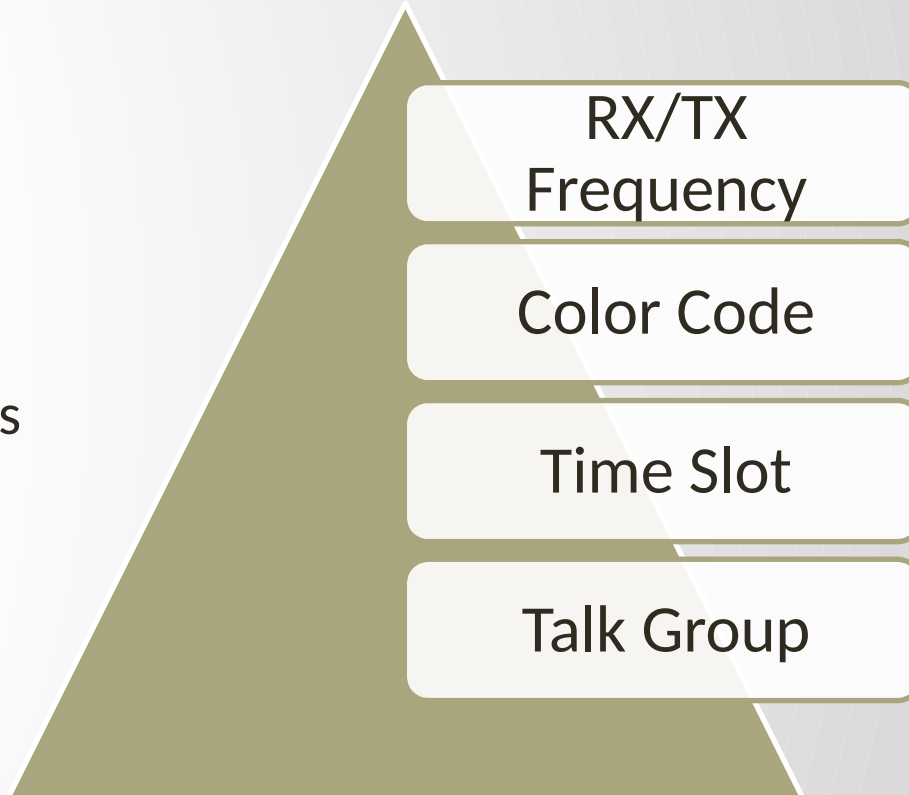 RX/TX
Frequency
Color Code
s
Time Slot
Talk Group